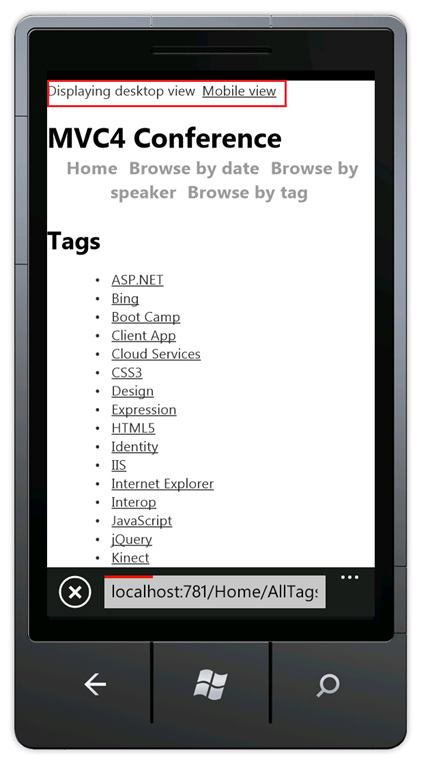 Displaying desktop view Mobile view
MVC4 Conference
Home Browse by date Browse by
speaker Browse by tag
Tags
• ASP.NET
• Bing
• Boot Camp
• Client App
• Cloud Services
• CSS3
• Design
• Expression
• HTML5
• Identity
• IIS
• Internet Explorer
• Interop
• JavaScript
• jQuery
• Kinect
localhost:781/Home/AllTags